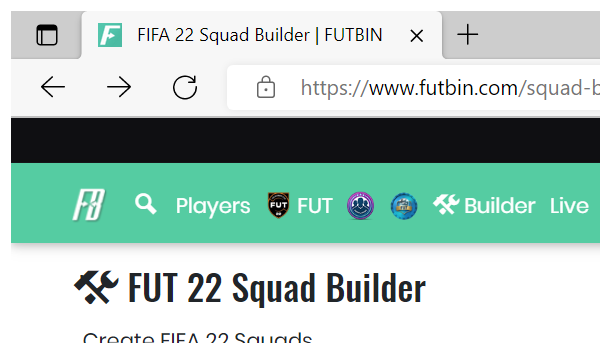 FIFA 22 Squad Builder | FUTBIN
https://www.futbin.com/squad-b
FB Players FUT Builder Live
FUT 22 Squad Builder
Create FIFA 22 Squads